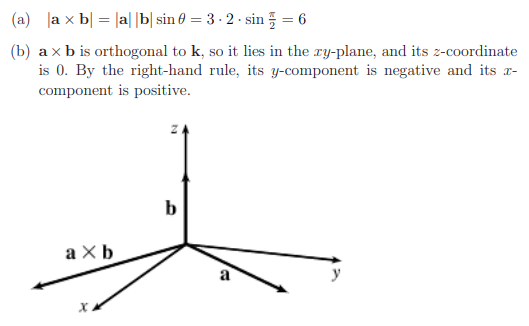 (a) |a × b| = |a| |b| sin θ = 3 · 2 · sin π/2 = 6
(b) a × b is orthogonal to k, so it lies in the xy-plane, and its z-coordinate
is 0. By the right-hand rule, its y-component is negative and its x-
component is positive.
z
b
a × b
a
y
x